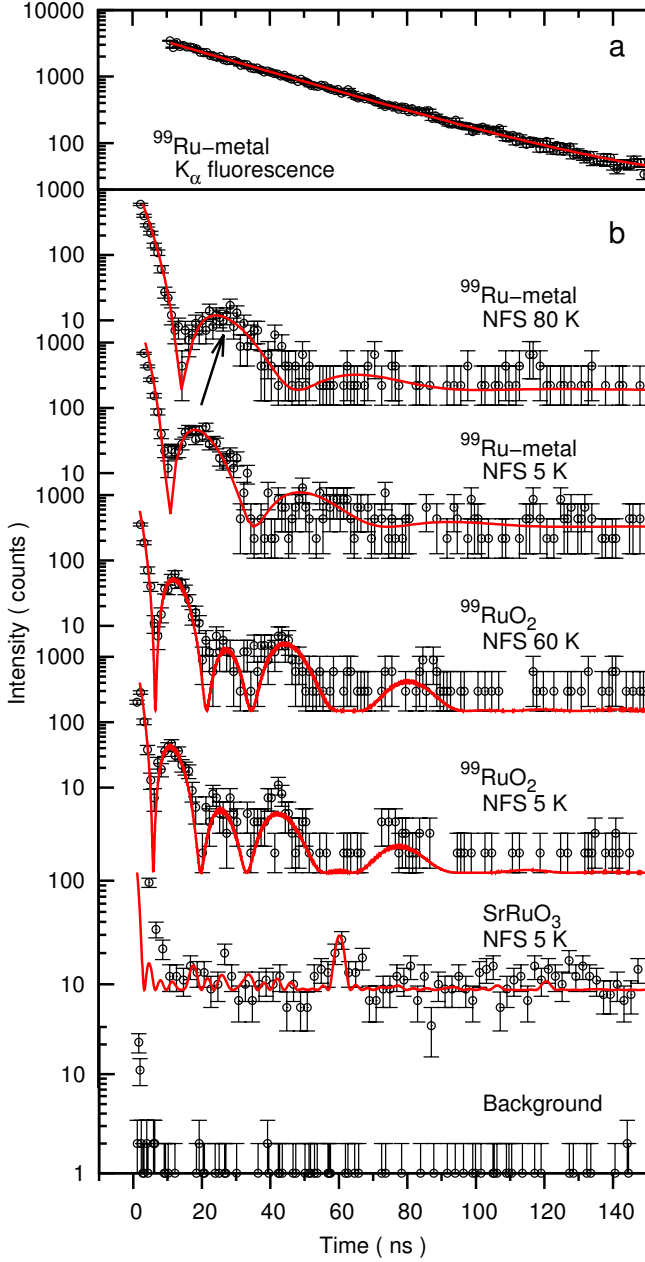 10000
a
1000
100
⁹⁹Ru−metal
Kα fluorescence
1000
b
100
⁹⁹Ru−metal
NFS 80 K
10
1000
100
⁹⁹Ru−metal
NFS 5 K
10
1000
100
⁹⁹RuO₂
NFS 60 K
10
1000
100
⁹⁹RuO₂
NFS 5 K
10
100
SrRuO₃
NFS 5 K
10
10
Background
1
Intensity ( counts )
0 20 40 60 80 100 120 140
Time ( ns )